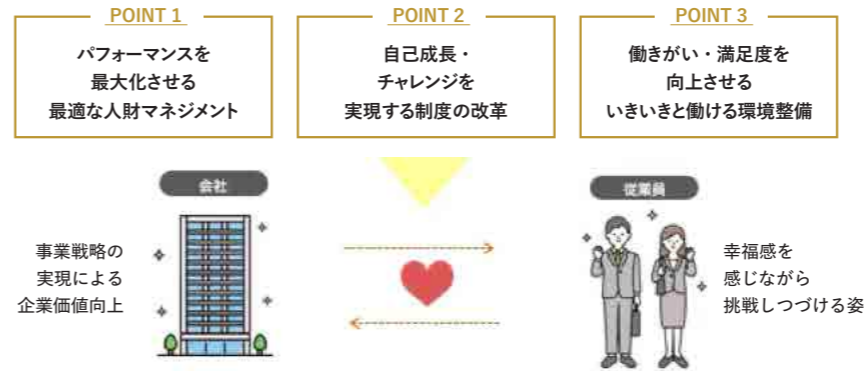 POINT 1
パフォーマンスを
最大化させる
最適な人財マネジメント
POINT 2
自己成長・
チャレンジを
実現する制度の改革
POINT 3
働きがい・満足度を
向上させる
いきいきと働ける環境整備
会社
事業戦略の
実現による
企業価値向上
従業員
幸福感を
感じながら
挑戦しつづける姿